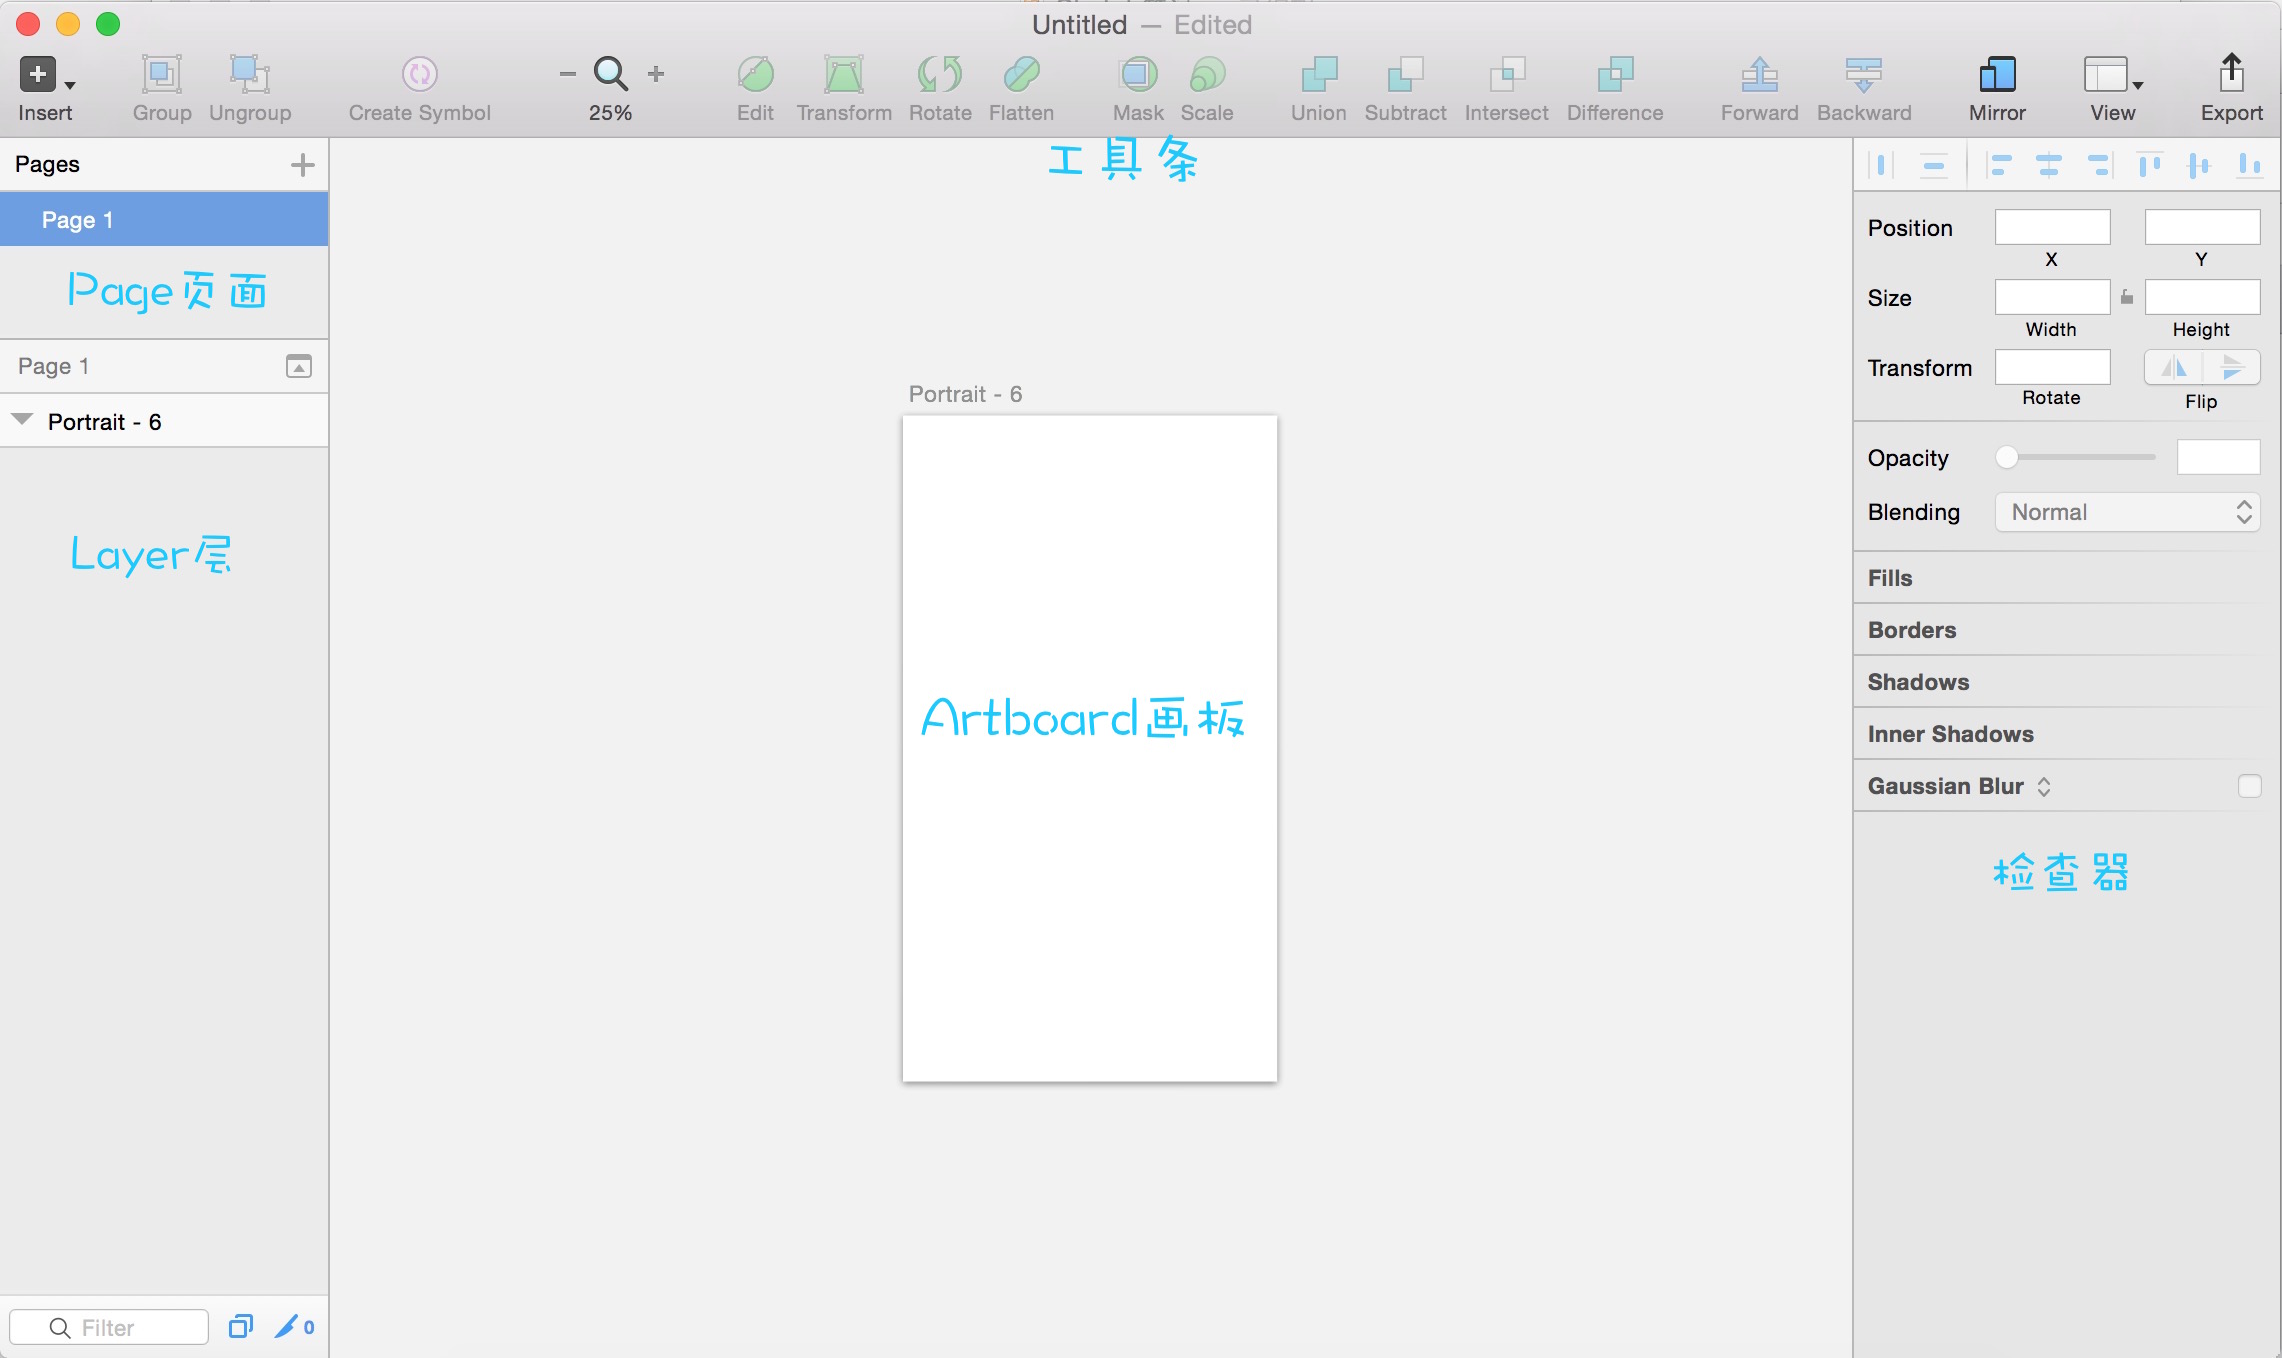 Untitled — Edited
Insert Group Ungroup Create Symbol 25% Edit Transform Rotate Flatten Mask Scale Union Subtract Intersect Difference Forward Backward Mirror View Export
工具条
Pages
Page 1
Page页面
Page 1
Portrait - 6
Layer层
Filter
0
Portrait - 6
Artboard画板
Position
X Y
Size
Width Height
Transform
Rotate Flip
Opacity
Blending Normal
Fills
Borders
Shadows
Inner Shadows
Gaussian Blur
检查器